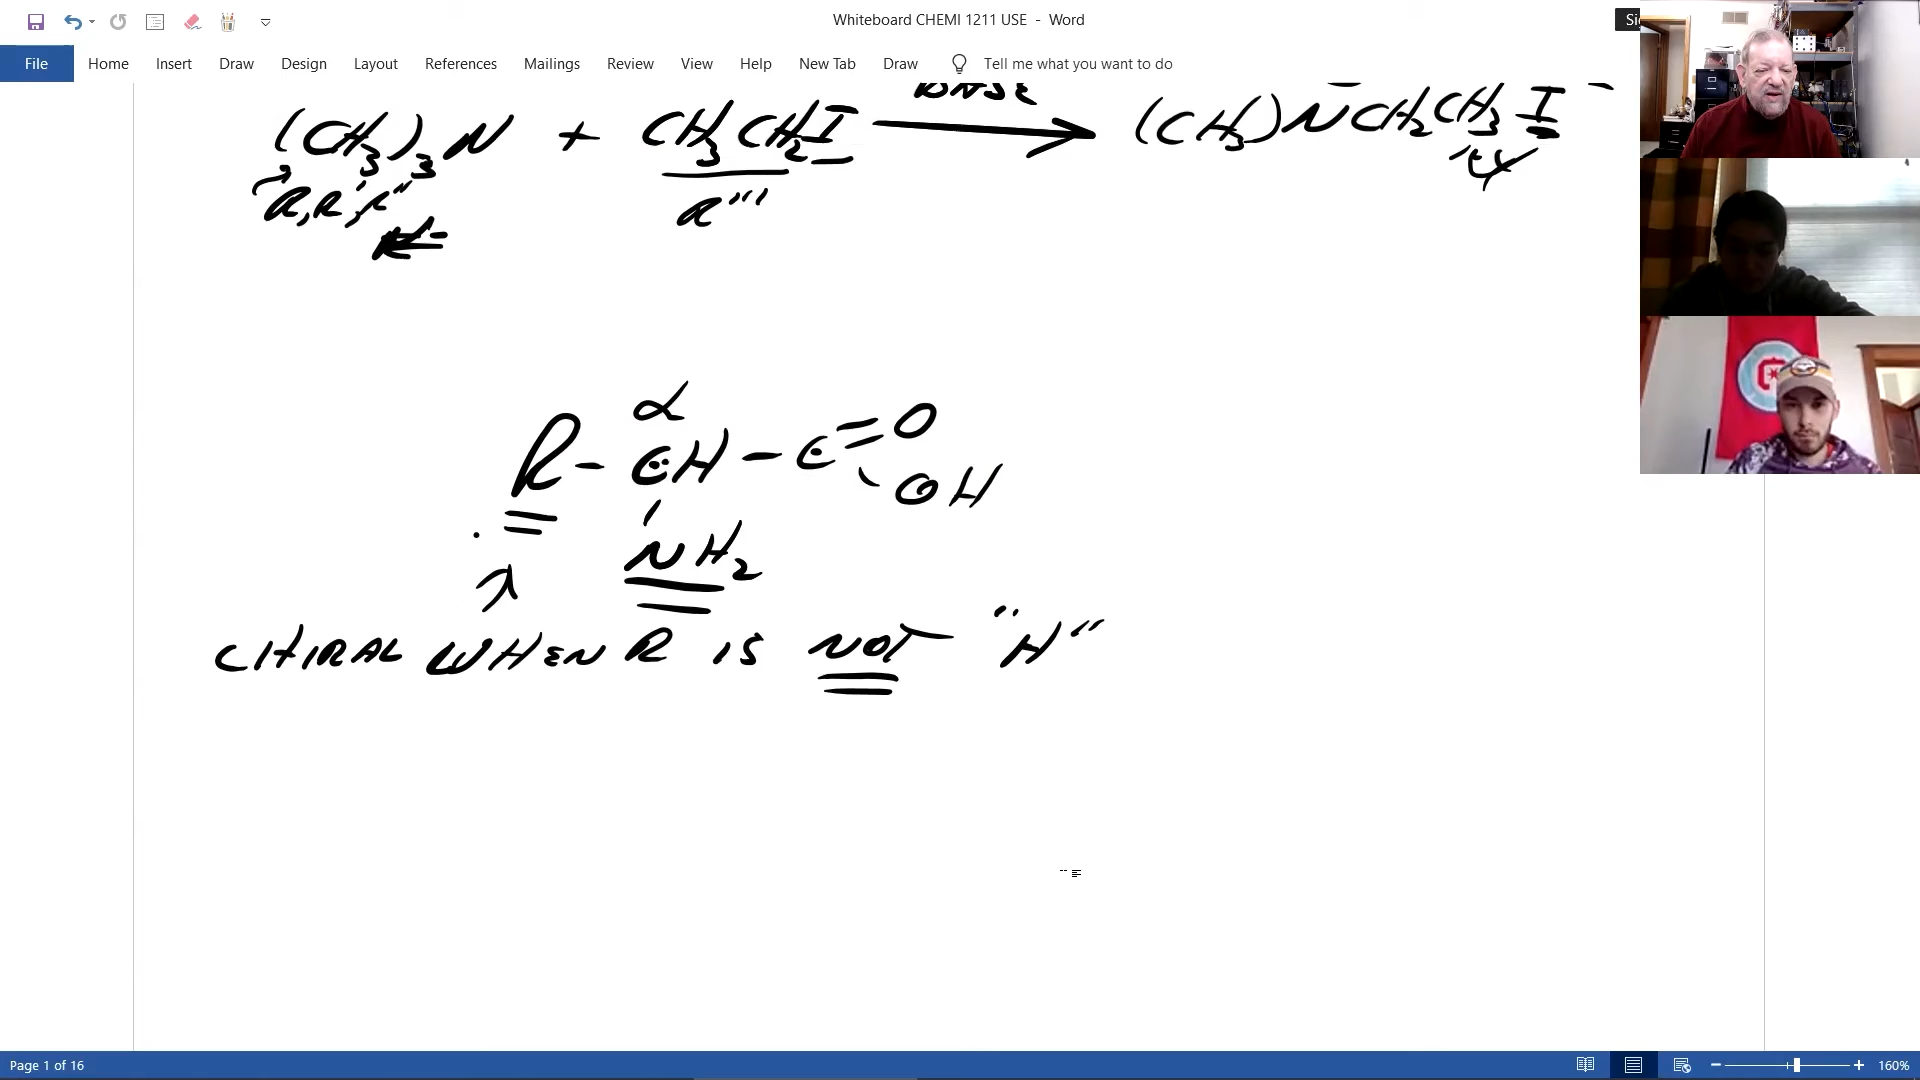 Whiteboard CHEMI 1211 USE - Word
File Home Insert Draw Design Layout References Mailings Review View Help New Tab Draw Tell me what you want to do
(CH3)3N + CH3CH2I → (CH3)NCH2CH3 I⁻
R, R', R''
R'''
α
R - CH - C = O
OH
NH2
CHIRAL WHEN R IS NOT "H"
Page 1 of 16
160%